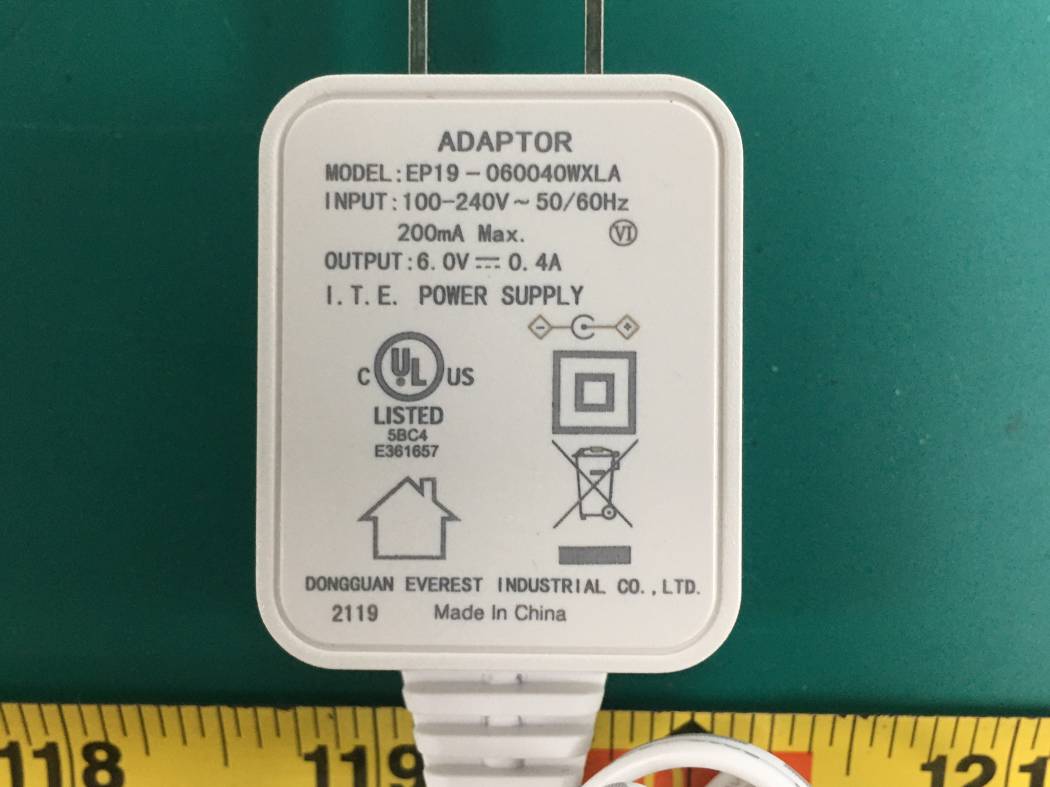 ADAPTOR
MODEL:EP19-060040WXLA
INPUT:100-240V~50/60Hz
200mA Max.
VI
OUTPUT:6.0V⎓0.4A
I.T.E. POWER SUPPLY
- +
C UL US
LISTED
5BC4
E361657
DONGGUAN EVEREST INDUSTRIAL CO.,LTD.
2119 Made In China
118 119 121